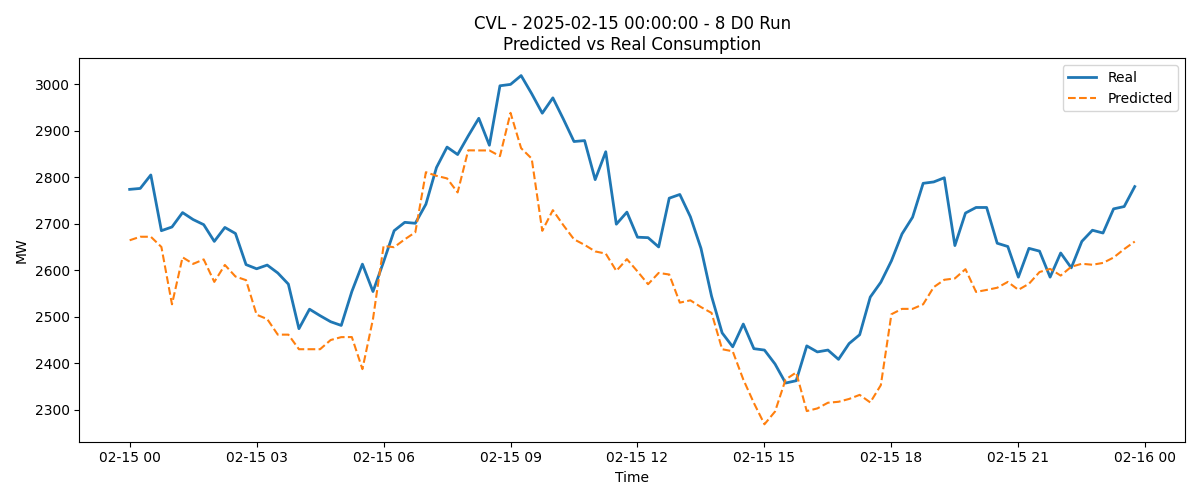 CVL - 2025-02-15 00:00:00 - 8 D0 Run
Predicted vs Real Consumption
Real
Predicted
MW
3000
2900
2800
2700
2600
2500
2400
2300
02-15 00
02-15 03
02-15 06
02-15 09
02-15 12
02-15 15
02-15 18
02-15 21
02-16 00
Time